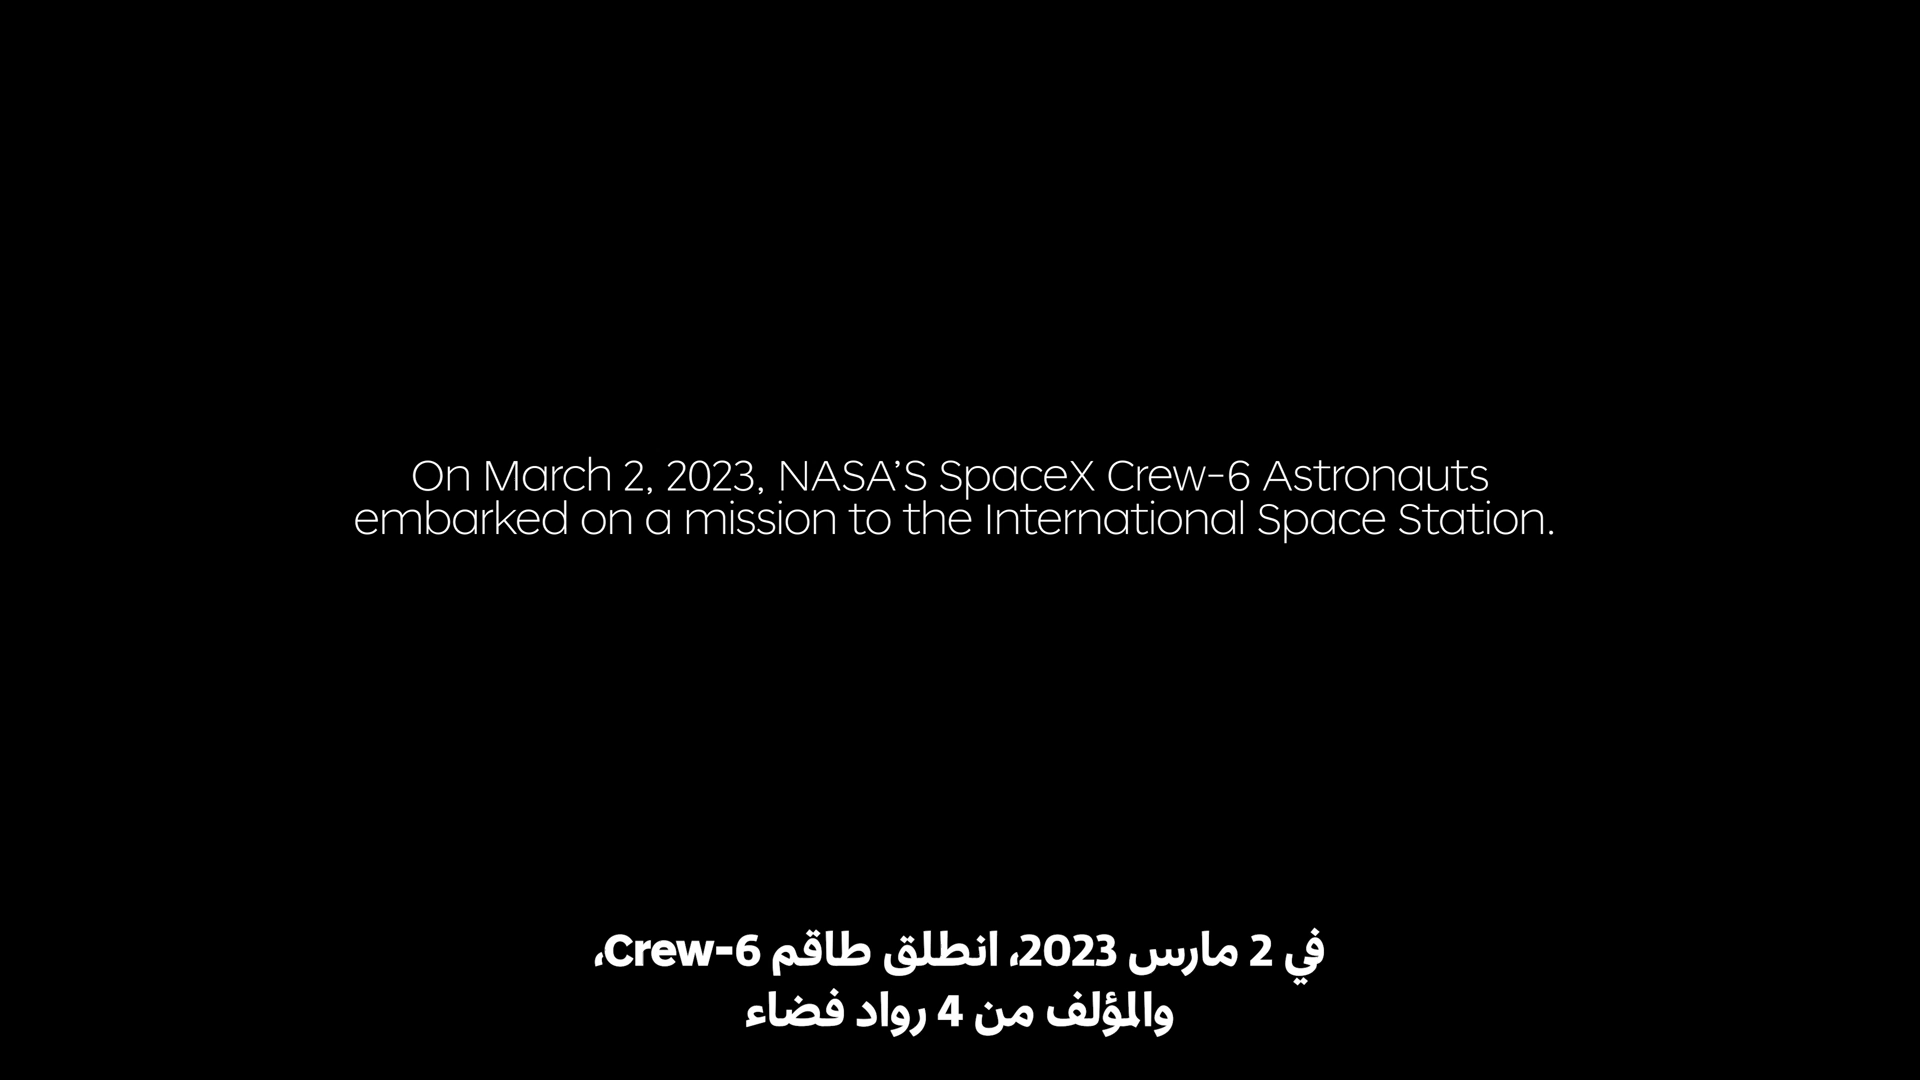 On March 2, 2023, NASA’S SpaceX Crew-6 Astronauts
embarked on a mission to the International Space Station.
في 2 مارس 2023، انطلق طاقم Crew-6،
والمؤلف من 4 رواد فضاء